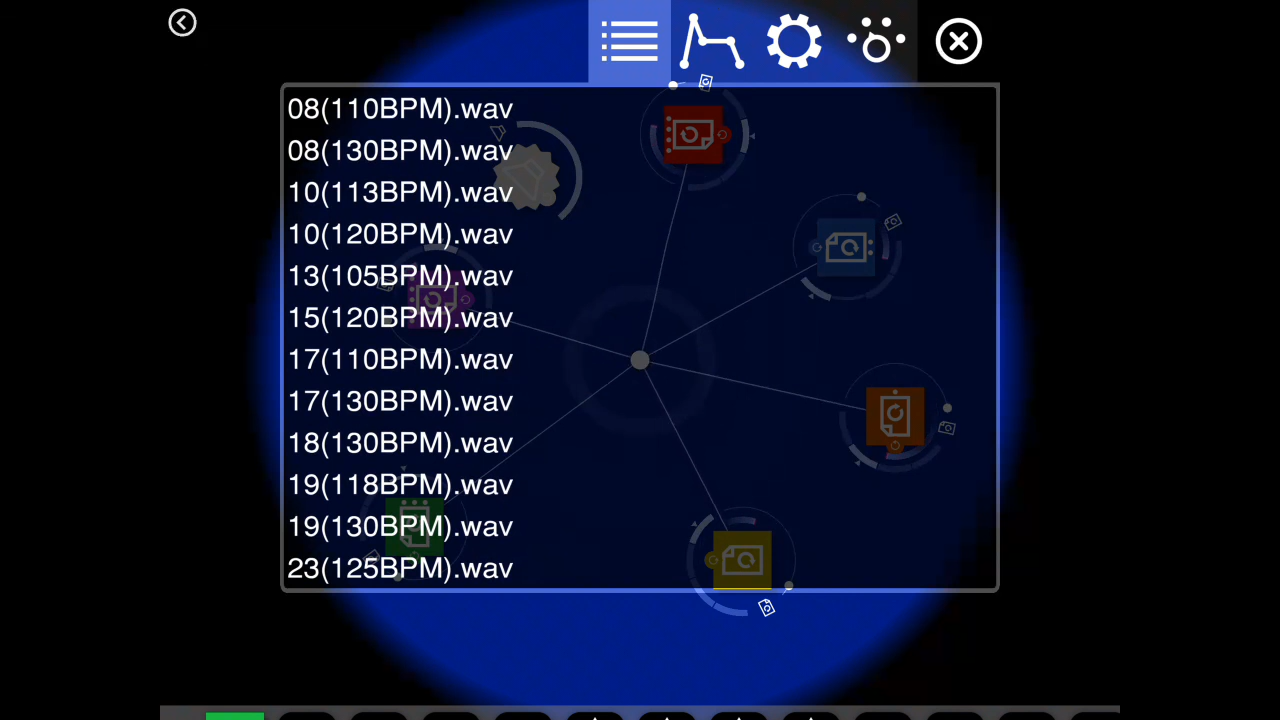 08(110BPM).wav
08(130BPM).wav
10(113BPM).wav
10(120BPM).wav
13(105BPM).wav
15(120BPM).wav
17(110BPM).wav
17(130BPM).wav
18(130BPM).wav
19(118BPM).wav
19(130BPM).wav
23(125BPM).wav